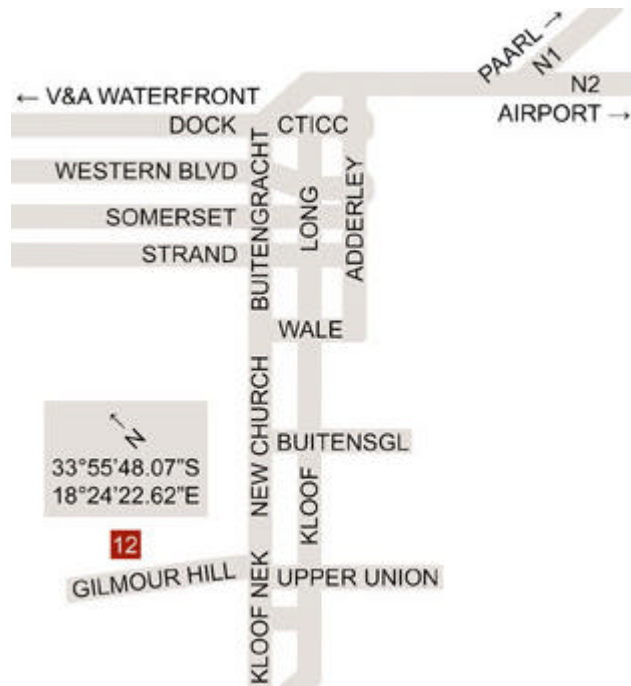 PAARL →
N1
N2
← V&A WATERFRONT
AIRPORT →
DOCK
CTICC
WESTERN BLVD
BUITENGRACHT
LONG
ADDERLEY
SOMERSET
STRAND
WALE
NEW CHURCH
N
33°55’48.07”S
18°24’22.62”E
BUITENSGL
KLOOF
12
GILMOUR HILL
KLOOF NEK
UPPER UNION